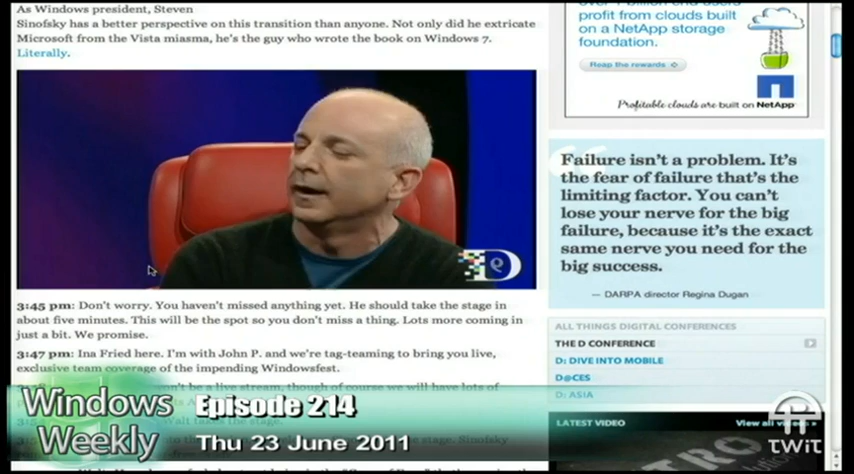 As Windows president, Steven
Sinofsky has a better perspective on this transition than anyone. Not only did he extricate
Microsoft from the Vista miasma, he's the guy who wrote the book on Windows 7.
Literally.
profit from clouds built
on a NetApp storage
foundation.
Reap the rewards
Profitable clouds are built on NetApp
Failure isn't a problem. It's
the fear of failure that's the
limiting factor. You can't
lose your nerve for the big
failure, because it's the exact
same nerve you need for the
big success.
— DARPA director Regina Dugan
3:45 pm: Don't worry. You haven't missed anything yet. He should take the stage in
about five minutes. This will be the spot so you don't miss a thing. Lots more coming in
just a bit. We promise.
3:47 pm: Ina Fried here. I'm with John P. and we're tag-teaming to bring you live,
exclusive team coverage of the impending Windowsfest.
ALL THINGS DIGITAL CONFERENCES
THE D CONFERENCE
D: DIVE INTO MOBILE
D@CES
D: ASIA
LATEST VIDEO
View all videos »
Windows
Weekly
Episode 214
Thu 23 June 2011
TWiT